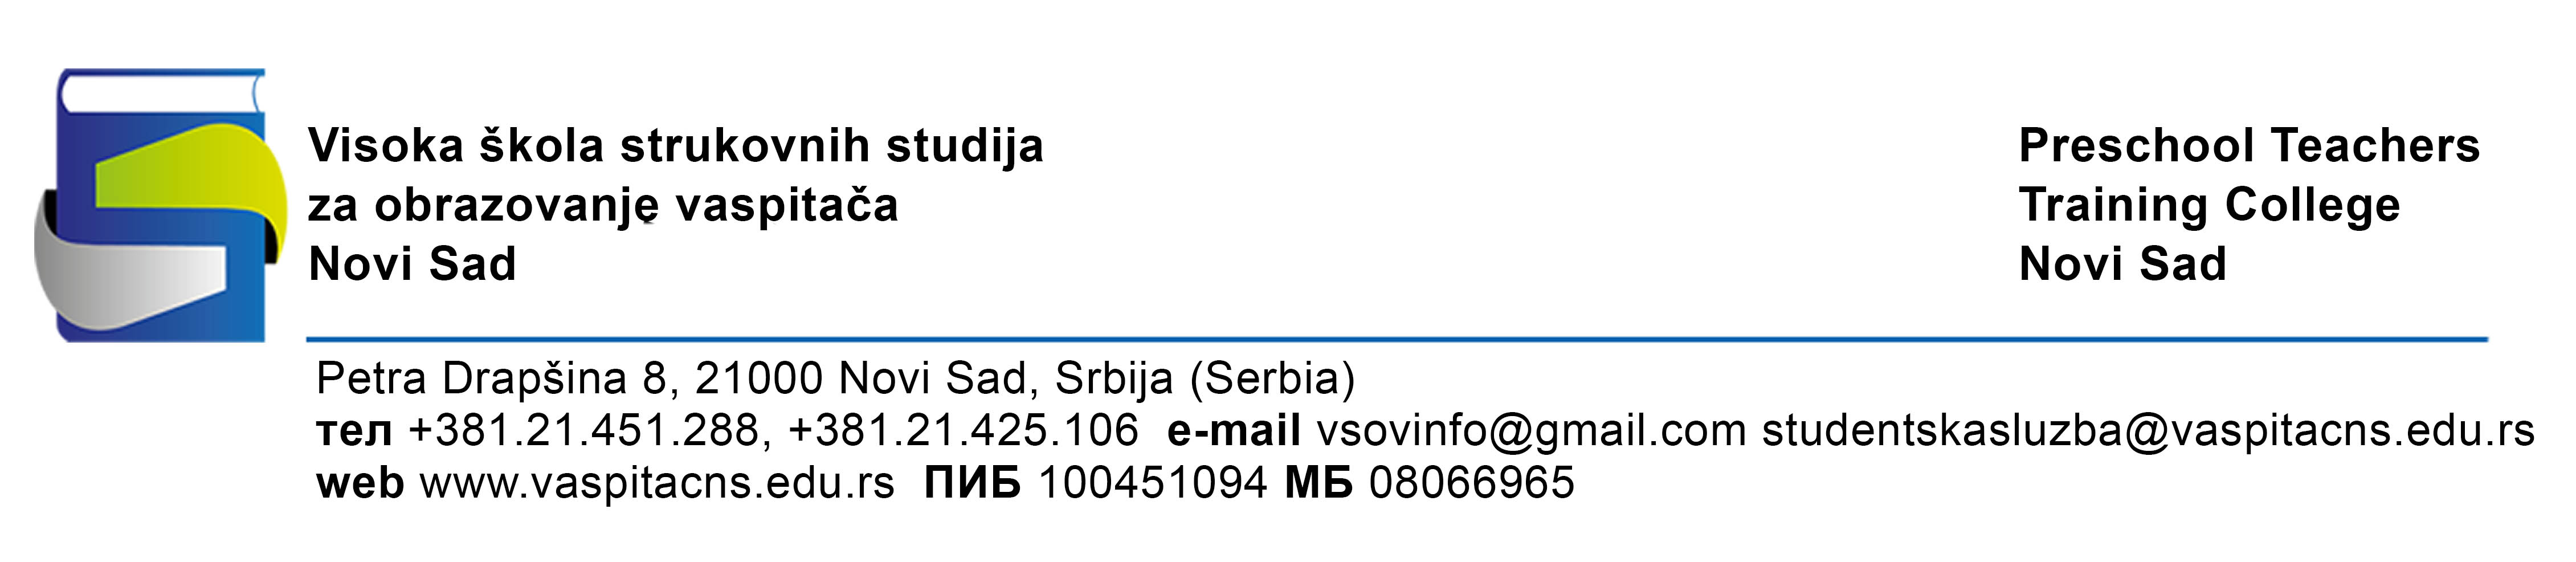 Visoka škola strukovnih studija
za obrazovanje vaspitača
Novi Sad
Preschool Teachers
Training College
Novi Sad
Petra Drapšina 8, 21000 Novi Sad, Srbija (Serbia)
тел +381.21.451.288, +381.21.425.106 e-mail vsovinfo@gmail.com studentskasluzba@vaspitacns.edu.rs
web www.vaspitacns.edu.rs ПИБ 100451094 МБ 08066965